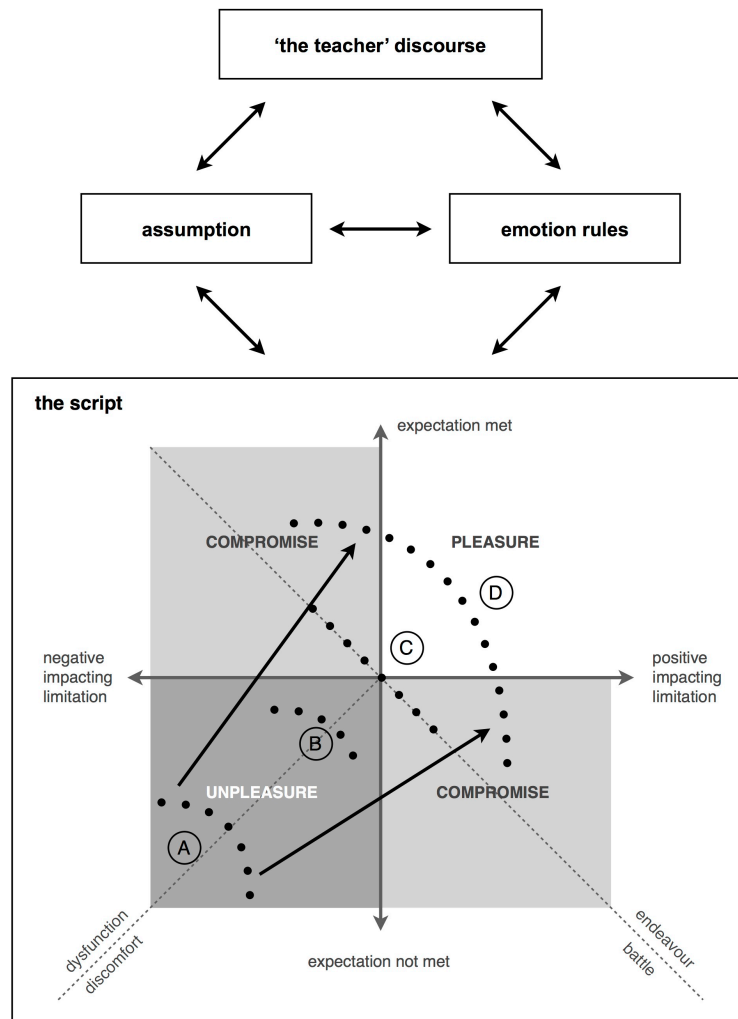 ‘the teacher’ discourse
assumption
emotion rules
the script
expectation met
COMPROMISE
PLEASURE
D
C
negative
impacting
limitation
positive
impacting
limitation
B
UNPLEASURE
COMPROMISE
A
dysfunction
discomfort
expectation not met
endeavour
battle